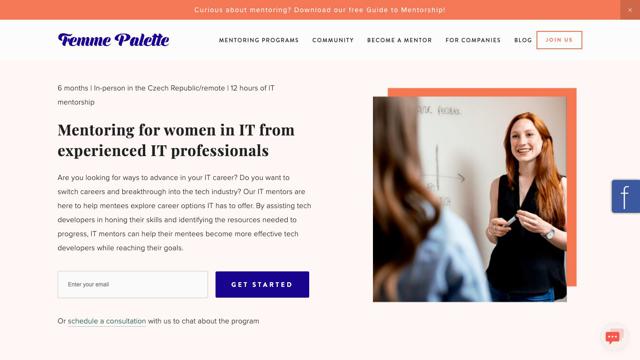 Curious about mentoring? Download our free Guide to Mentorship!
Femme Palette
MENTORING PROGRAMS COMMUNITY BECOME A MENTOR FOR COMPANIES BLOG JOIN US
6 months | In-person in the Czech Republic/remote | 12 hours of IT
mentorship
Mentoring for women in IT from
experienced IT professionals
Are you looking for ways to advance in your IT career? Do you want to
switch careers and breakthrough into the tech industry? Our IT mentors are
here to help mentees explore career options IT has to offer. By assisting tech
developers in honing their skills and identifying the resources needed to
progress, IT mentors can help their mentees become more effective tech
developers while reaching their goals.
Enter your email
GET STARTED
Or schedule a consultation with us to chat about the program